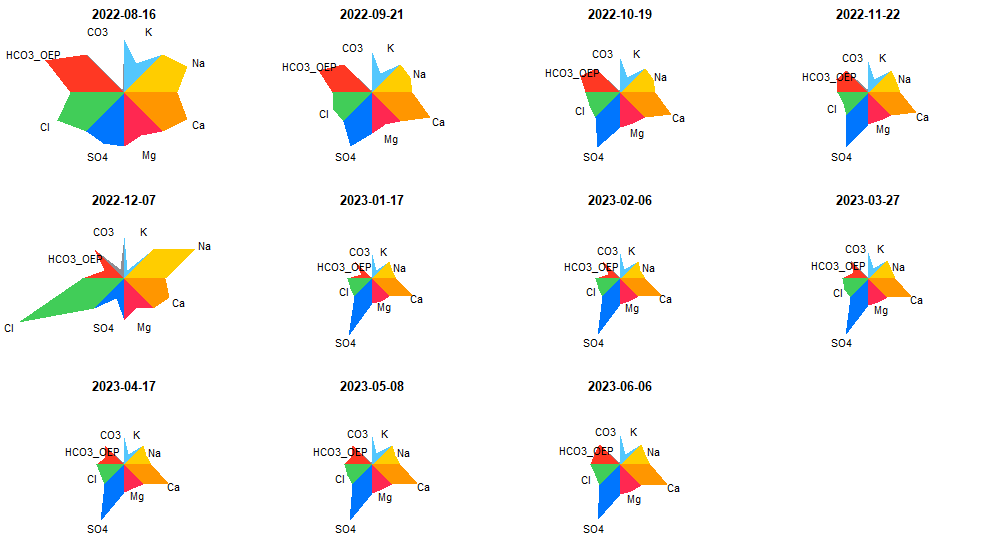 2022-08-16
2022-09-21
2022-10-19
2022-11-22
CO3 K
HCO3_OEP
Na
Cl
Ca
SO4
Mg
CO3 K
HCO3_OEP
Na
Cl
Ca
SO4
Mg
CO3 K
HCO3_OEP
Na
Cl
Ca
SO4
Mg
CO3 K
HCO3_OEP
Na
Cl
Ca
SO4
Mg
2022-12-07
2023-01-17
2023-02-06
2023-03-27
CO3 K
Na
HCO3_OEP
Ca
Cl
SO4
Mg
CO3 K
HCO3_OEP
Na
Cl
Ca
Mg
SO4
CO3 K
HCO3_OEP
Na
Cl
Ca
Mg
SO4
CO3 K
HCO3_OEP
Na
Cl
Ca
Mg
SO4
2023-04-17
2023-05-08
2023-06-06
CO3 K
HCO3_OEP
Na
Cl
Ca
Mg
SO4
CO3 K
HCO3_OEP
Na
Cl
Ca
Mg
SO4
CO3 K
HCO3_OEP
Na
Cl
Ca
Mg
SO4